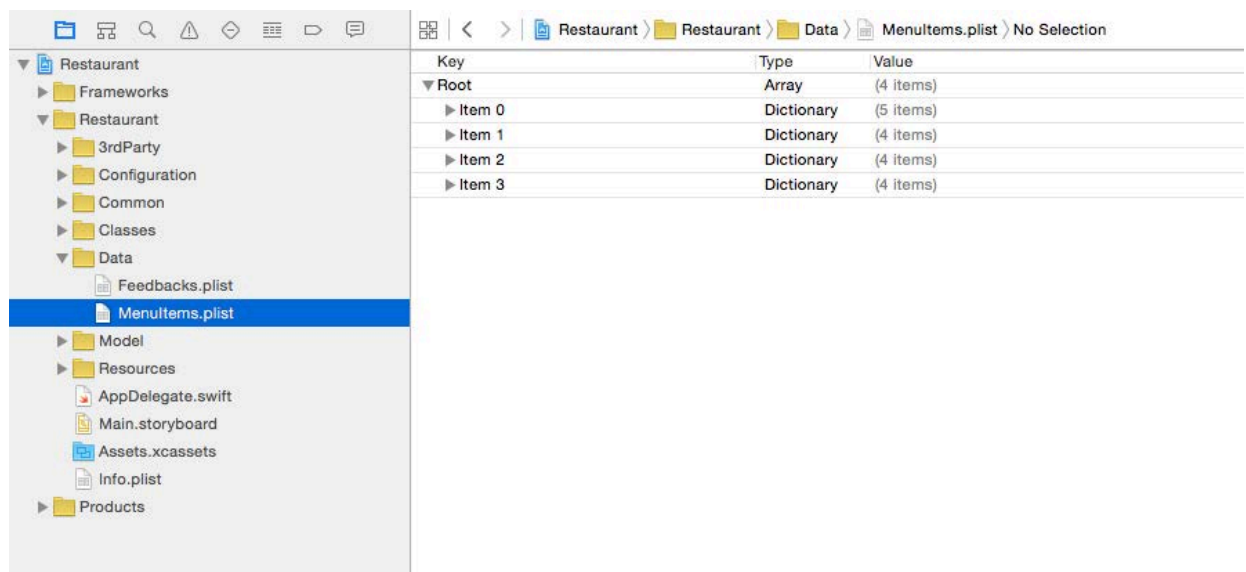 Restaurant 〉 Restaurant 〉 Data 〉 MenuItems.plist 〉 No Selection
Restaurant
Frameworks
Restaurant
3rdParty
Configuration
Common
Classes
Data
Feedbacks.plist
MenuItems.plist
Model
Resources
AppDelegate.swift
Main.storyboard
Assets.xcassets
Info.plist
Products
Key Type Value
Root Array (4 items)
Item 0 Dictionary (5 items)
Item 1 Dictionary (4 items)
Item 2 Dictionary (4 items)
Item 3 Dictionary (4 items)